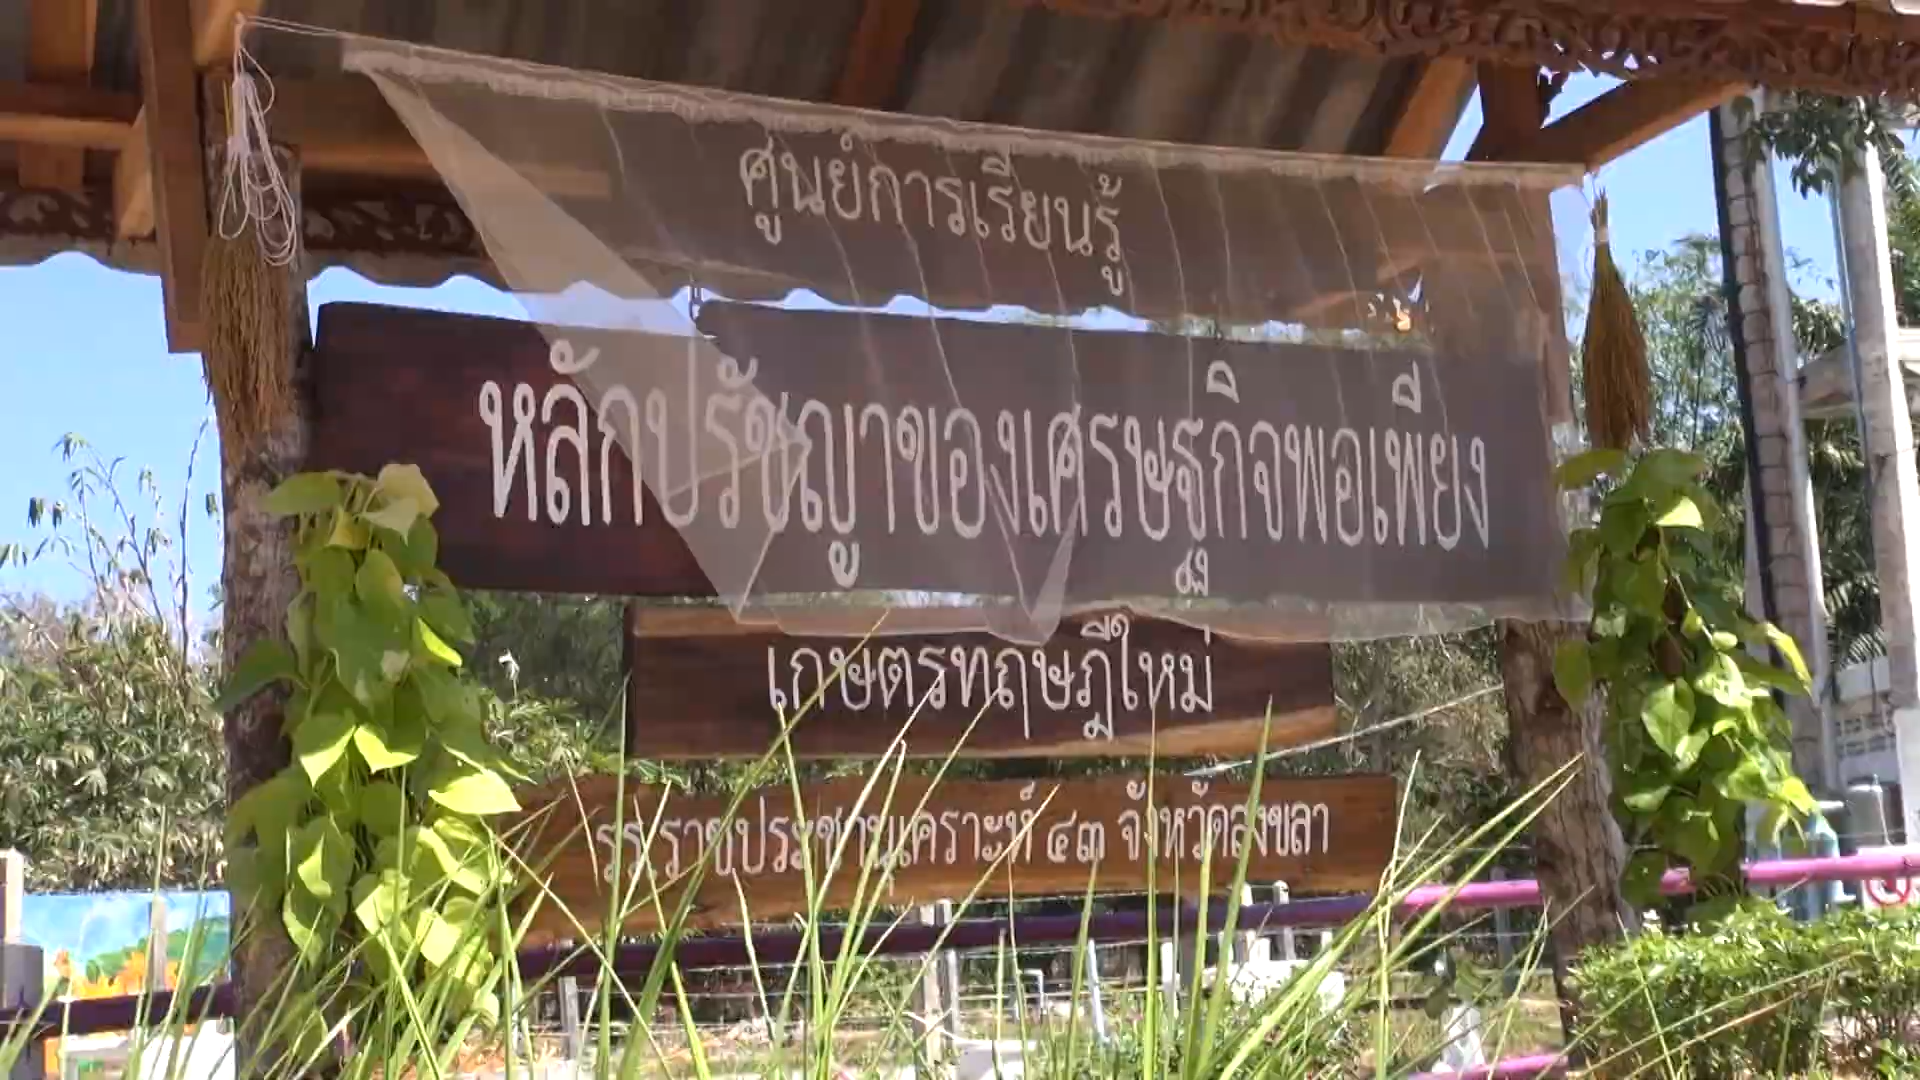 ศูนย์การเรียนรู้
หลักปรัชญาของเศรษฐกิจพอเพียง
เกษตรทฤษฎีใหม่
รร.ราชประชานุเคราะห์ ๔๓ จังหวัดสงขลา